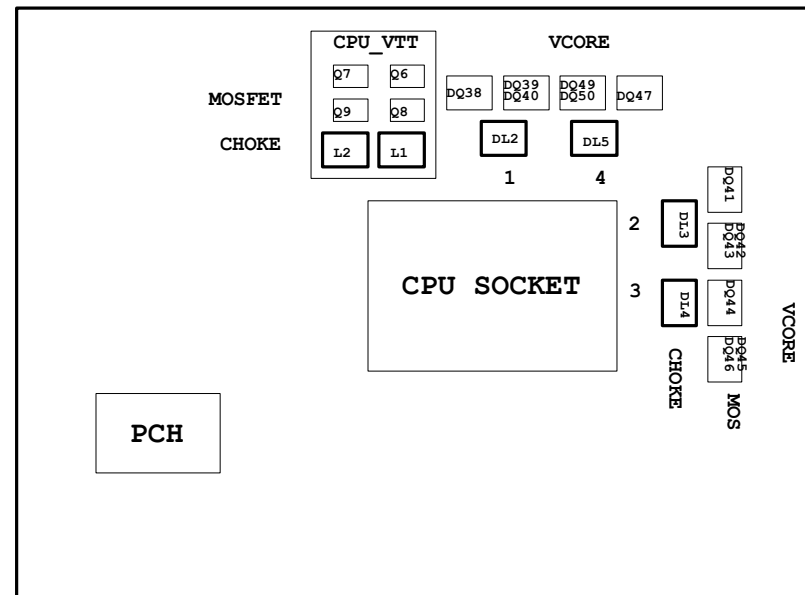 CPU_VTT
VCORE
Q7
Q6
MOSFET
DQ38
DQ39
DQ40
DQ49
DQ50
DQ47
Q9
Q8
CHOKE
L2
L1
DL2
DL5
1
4
DQ41
2
DL3
DQ42
DQ43
CPU SOCKET
3
DL4
DQ44
VCORE
DQ45
DQ46
CHOKE
MOS
PCH